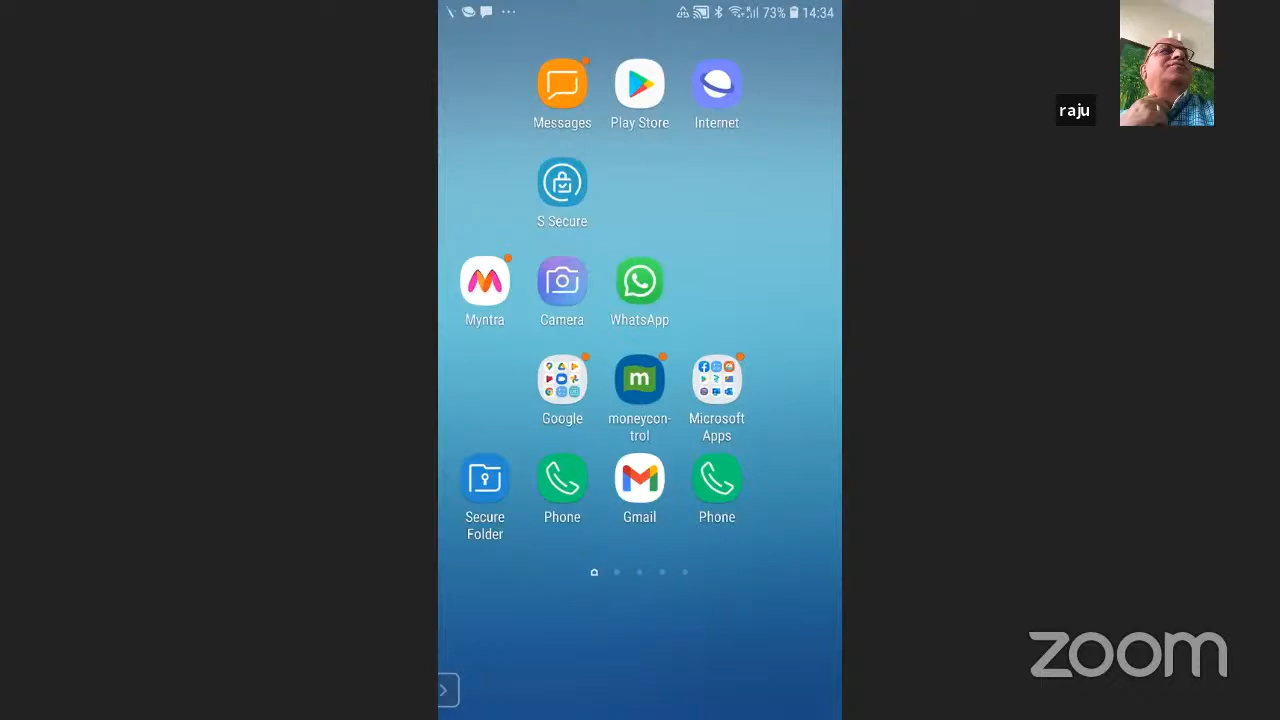 73% 14:34
Messages Play Store Internet
raju
S Secure
Myntra Camera WhatsApp
Google moneycon- Microsoft
trol Apps
Secure Phone Gmail Phone
Folder
zoom